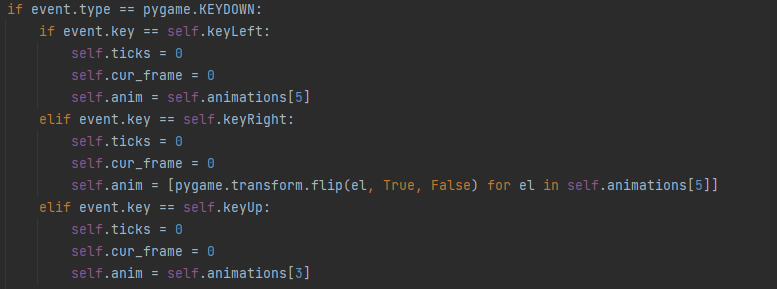 if event.type == pygame.KEYDOWN:
    if event.key == self.keyLeft:
        self.ticks = 0
        self.cur_frame = 0
        self.anim = self.animations[5]
    elif event.key == self.keyRight:
        self.ticks = 0
        self.cur_frame = 0
        self.anim = [pygame.transform.flip(el, True, False) for el in self.animations[5]]
    elif event.key == self.keyUp:
        self.ticks = 0
        self.cur_frame = 0
        self.anim = self.animations[3]